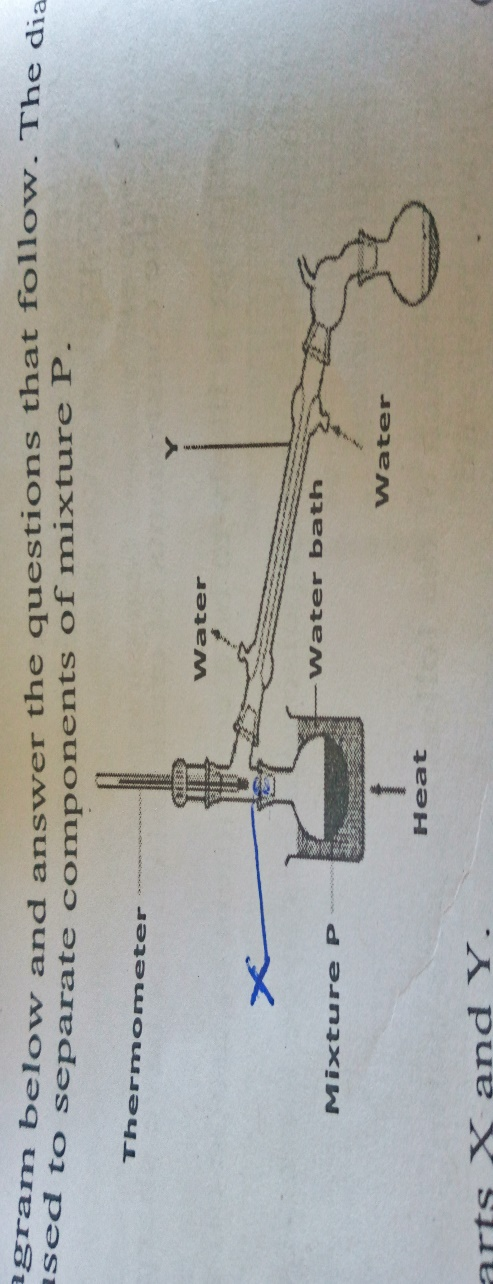 agram below and answer the questions that follow. The dia
used to separate components of mixture P.
Thermometer
Water
Y
X
Mixture P
Water bath
Water
Heat
arts X and Y.